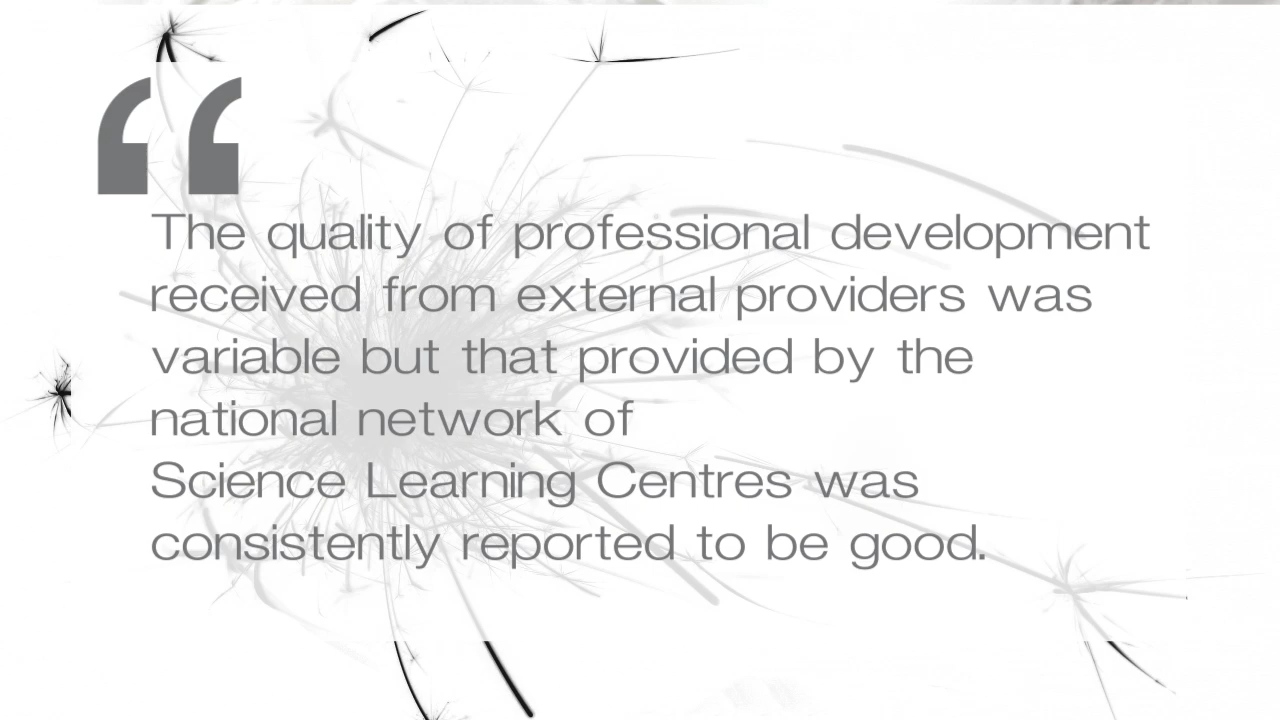 “
The quality of professional development
received from external providers was
variable but that provided by the
national network of
Science Learning Centres was
consistently reported to be good.